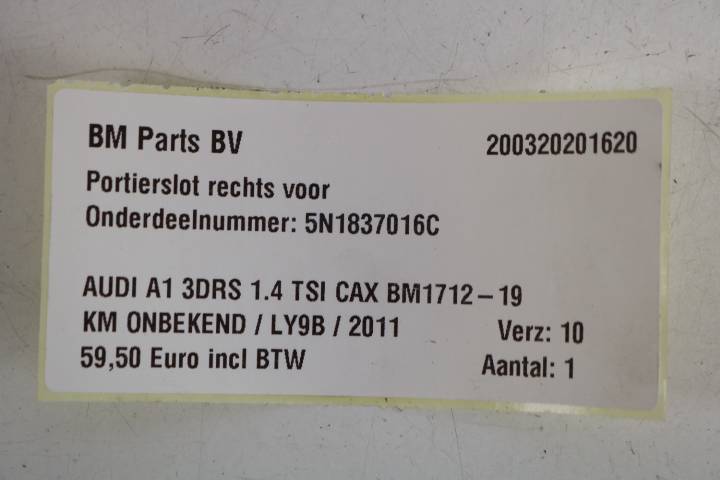 BM Parts BV 200320201620
Portierslot rechts voor
Onderdeelnummer: 5N1837016C
AUDI A1 3DRS 1.4 TSI CAX BM1712-19
KM ONBEKEND / LY9B / 2011 Verz: 10
59,50 Euro incl BTW Aantal: 1